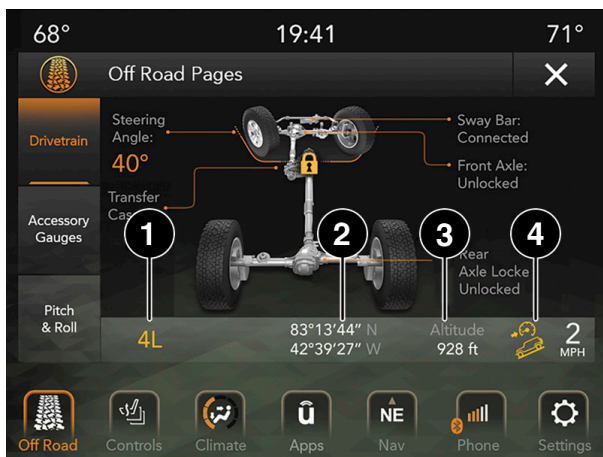 68°
19:41
71°
Off Road Pages
X
Drivetrain
Accessory
Gauges
Pitch
& Roll
Steering
Angle:
40°
Transfer
Sway Bar:
Connected
Front Axle:
Unlocked
Rear
Axle Locke
Unlocked
1
2
3
4
4L
83°13'44" N
42°39'27" W
Altitude
928 ft
2
MPH
û
NE
Off Road
Controls
Climate
Apps
Nav
Phone
Settings